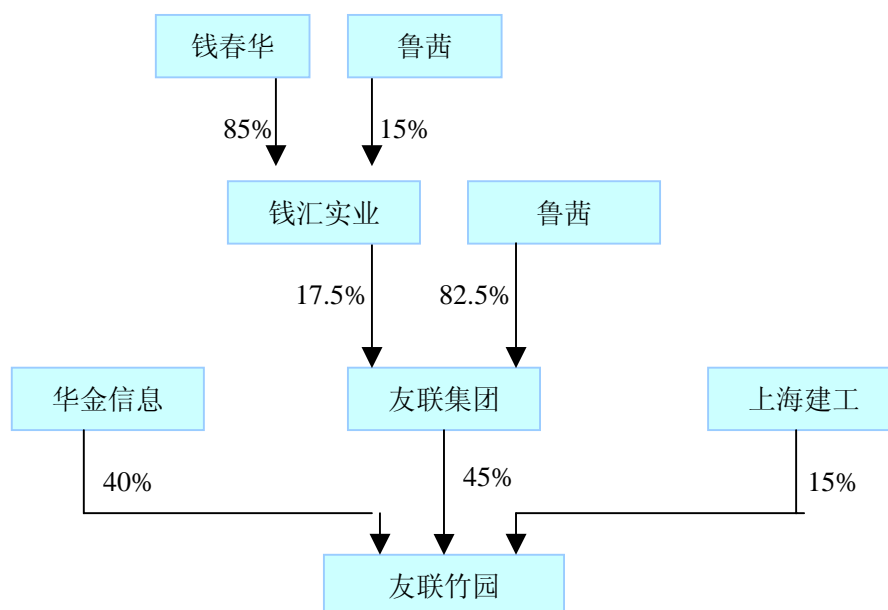 钱春华
鲁茜
85%
15%
钱汇实业
鲁茜
17.5%
82.5%
华金信息
友联集团
上海建工
40%
45%
15%
友联竹园